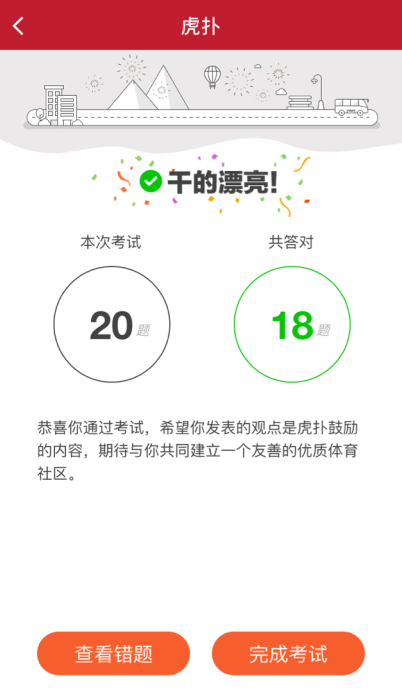 虎扑
干的漂亮!
本次考试 共答对
20题 18题
恭喜你通过考试，希望你发表的观点是虎扑鼓励
的内容，期待与你共同建立一个友善的优质体育
社区。
查看错题 完成考试